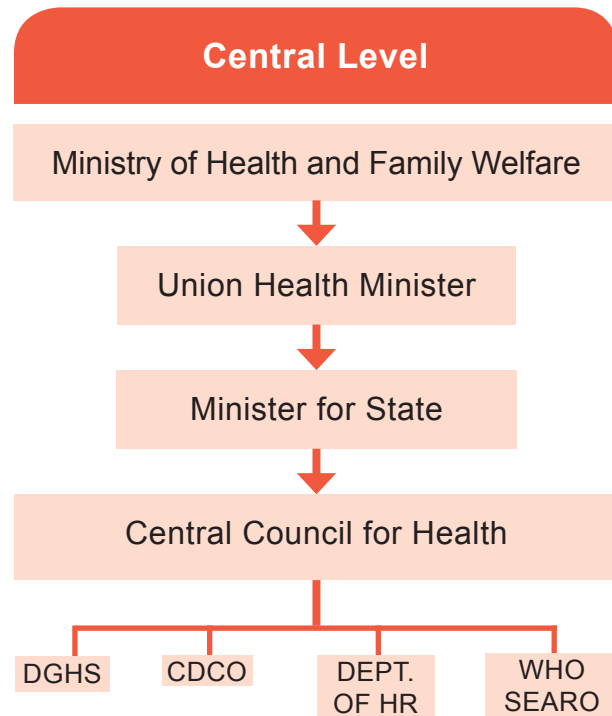 Central Level
Ministry of Health and Family Welfare
Union Health Minister
Minister for State
Central Council for Health
DGHS
CDCO
DEPT.
OF HR
WHO
SEARO